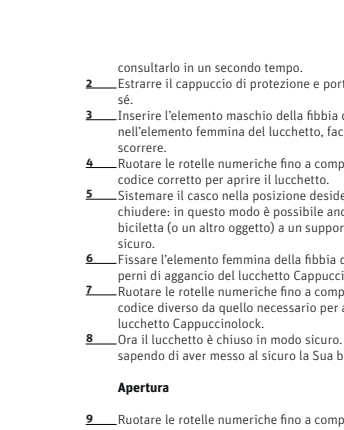 consultarlo in un secondo tempo.
2 Estrarre il cappuccio di protezione e port
sé.
3 Inserire l'elemento maschio della fibbia
nell'elemento femmina del lucchetto, fac
scorrere.
4 Ruotare le rotelle numeriche fino a comp
codice corretto per aprire il lucchetto.
5 Sistemare il casco nella posizione deside
chiudere: in questo modo è possibile anc
biciletta (o un altro oggetto) a un suppor
sicuro.
6 Fissare l'elemento femmina della fibbia
perni di aggancio del lucchetto Cappucci
7 Ruotare le rotelle numeriche fino a comp
codice diverso da quello necessario per a
lucchetto Cappuccinolock.
8 Ora il lucchetto è chiuso in modo sicuro.
sapendo di aver messo al sicuro la Sua b
Apertura
9 Ruotare le rotelle numeriche fino a comp